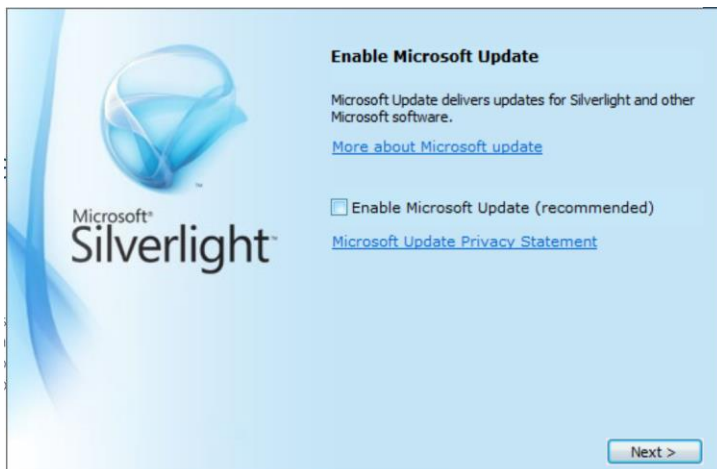 Enable Microsoft Update
Microsoft Update delivers updates for Silverlight and other
Microsoft software.
More about Microsoft update
Enable Microsoft Update (recommended)
Microsoft Update Privacy Statement
Microsoft®
Silverlight™
Next >